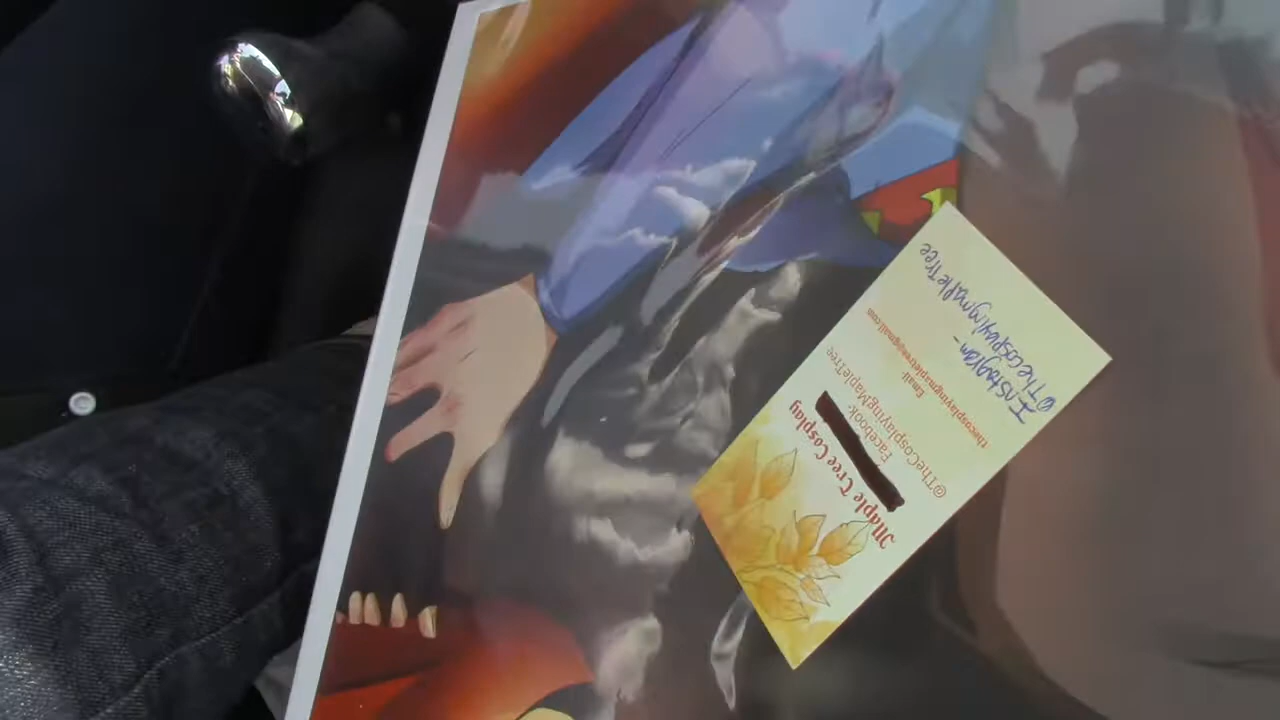 Maple Tree Cosplay
Facebook-
@TheCosplayingMapleTree
Email-
thecosplayingmapletree@gmail.com
Instagram-
@Thecosplayingmapletree